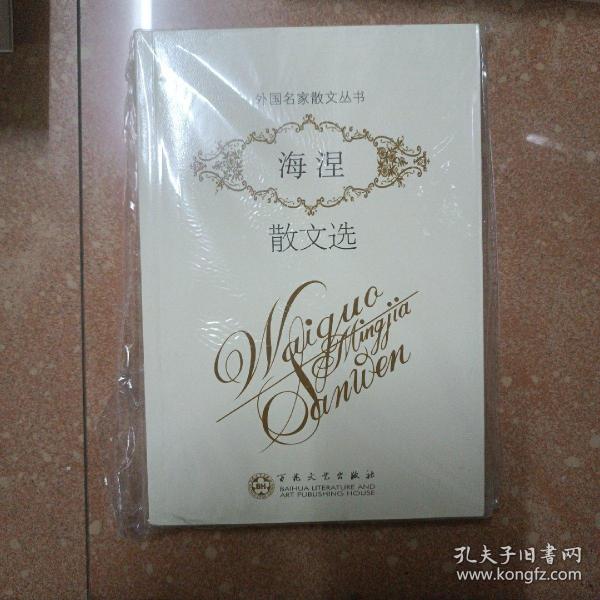 外国名家散文丛书
海涅
散文选
Waiguo
Mingjia
Sanwen
BH
百花文艺出版社
BAIHUA LITERATURE AND
ART PUBLISHING HOUSE
孔夫子旧书网
www.kongfz.com